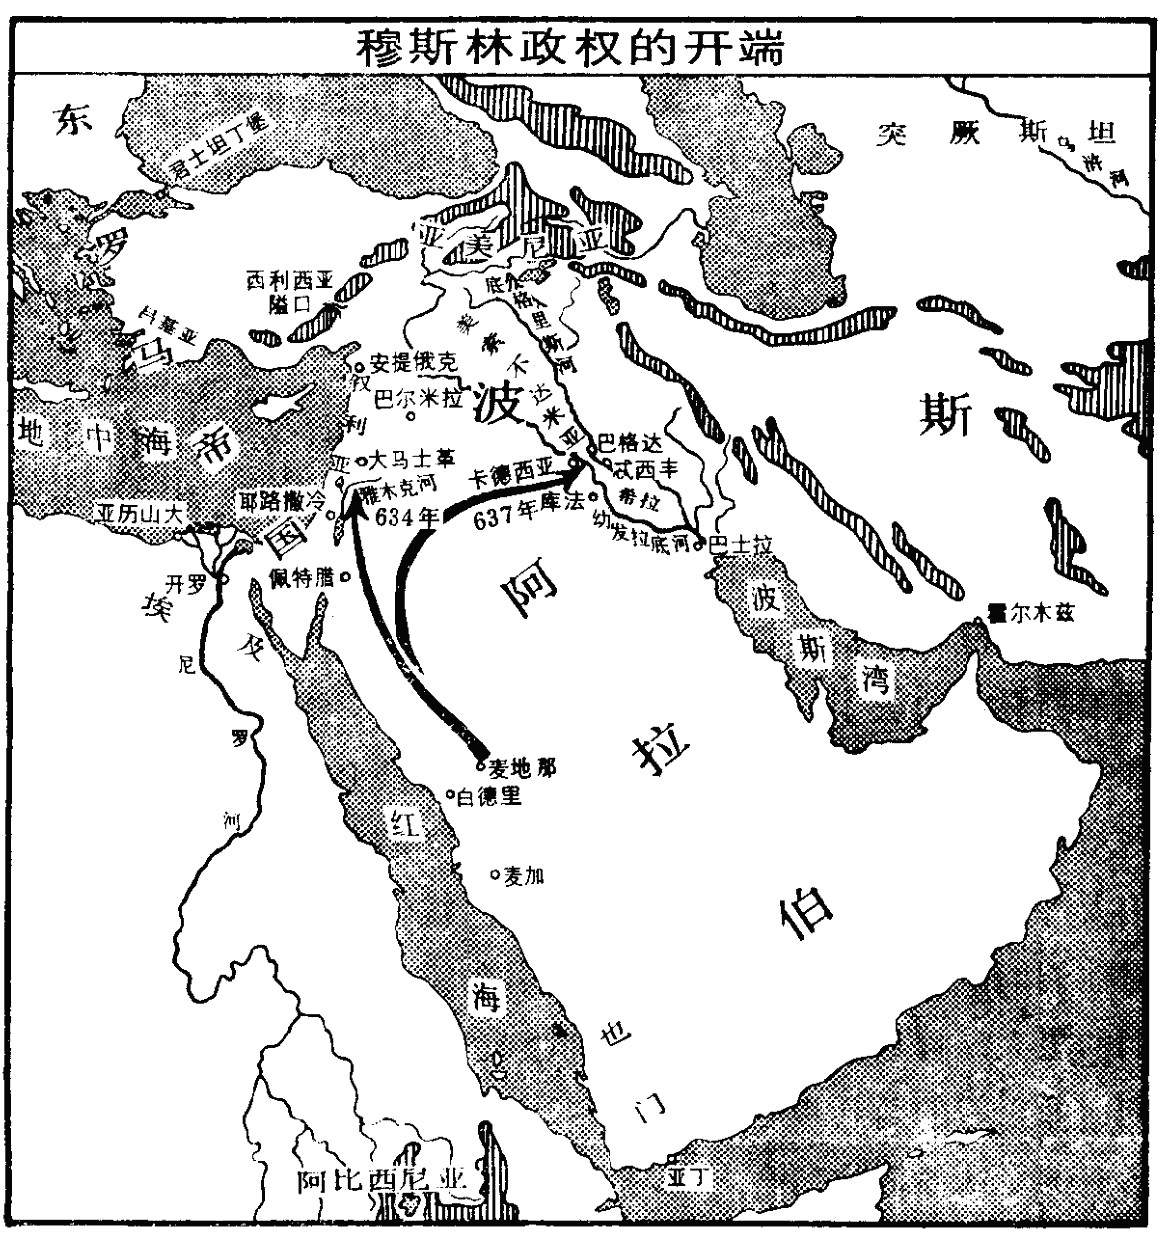 穆斯林政权的开端
东罗马帝国
君士坦丁堡
突厥斯坦
乌浒河
亚美尼亚
西利西亚
隘口
吕基亚
底格里斯河
美索不达米亚
安提俄克
叙利亚
巴尔米拉
波斯
地中海
大马士革
巴格达
卡德西亚
忒西丰
雅木克河
耶路撒冷
634年
637年
库法
希拉
亚历山大
幼发拉底河
巴士拉
佩特腊
开罗
埃及
尼罗河
阿拉伯
波斯湾
霍尔木兹
麦地那
白德里
红海
麦加
也门
亚丁
阿比西尼亚